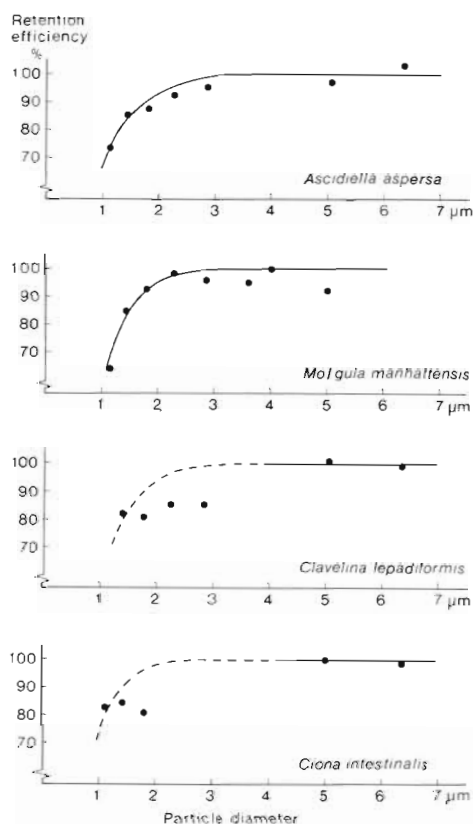 Retention
efficiency
%
100
90
80
70
Ascidiella aspersa
1 2 3 4 5 6 7 µm
100
90
80
70
Molgula manhattensis
1 2 3 4 5 6 7 µm
100
90
80
70
Clavelina lepadiformis
1 2 3 4 5 6 7 µm
100
90
80
70
Ciona intestinalis
1 2 3 4 5 6 7 µm
Particle diameter